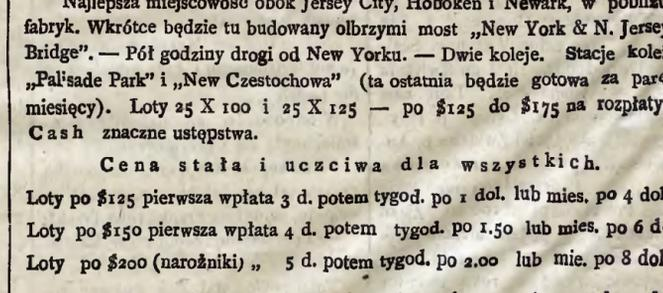 Najlepsza miejscowość obok Jersey City, Hoboken i Newark, w pobliżu
fabryk. Wkrótce będzie tu budowany olbrzymi most „New York & N. Jersey
Bridge”. — Pół godziny drogi od New Yorku. — Dwie koleje. Stacje kole
„Palisade Park” i „New Czestochowa” (ta ostatnia będzie gotowa za parę
miesięcy). Loty 25 X 100 i 25 X 125 — po $125 do $175 na rozpłaty
Cash znaczne ustępstwa.
Cena stała i uczciwa dla wszystkich.
Loty po $125 pierwsza wpłata 3 d. potem tygod. po 1 dol. lub mies. po 4 dol
Loty po $150 pierwsza wpłata 4 d. potem tygod. po 1.50 lub mies. po 6 d
Loty po $200 (narożniki) „ 5 d. potem tygod. po 2.00 lub mie. po 8 dol